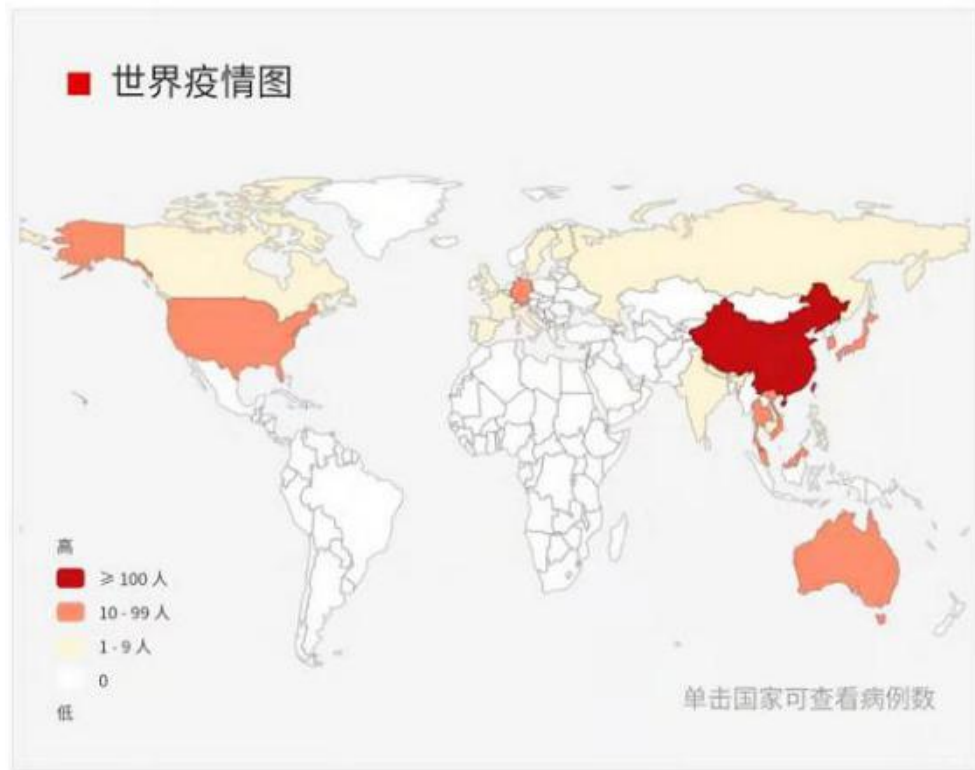 世界疫情图
高
≥ 100 人
10 - 99 人
1 - 9 人
0
低
单击国家可查看病例数